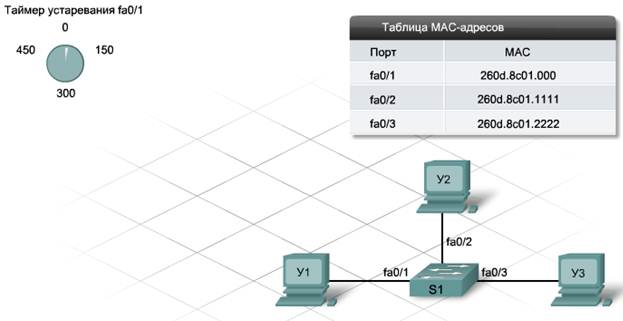 Таймер устаревания fa0/1
0
450 150
300
Таблица MAC-адресов
Порт MAC
fa0/1 260d.8c01.000
fa0/2 260d.8c01.1111
fa0/3 260d.8c01.2222
У2
fa0/2
У1 fa0/1 fa0/3 У3
S1